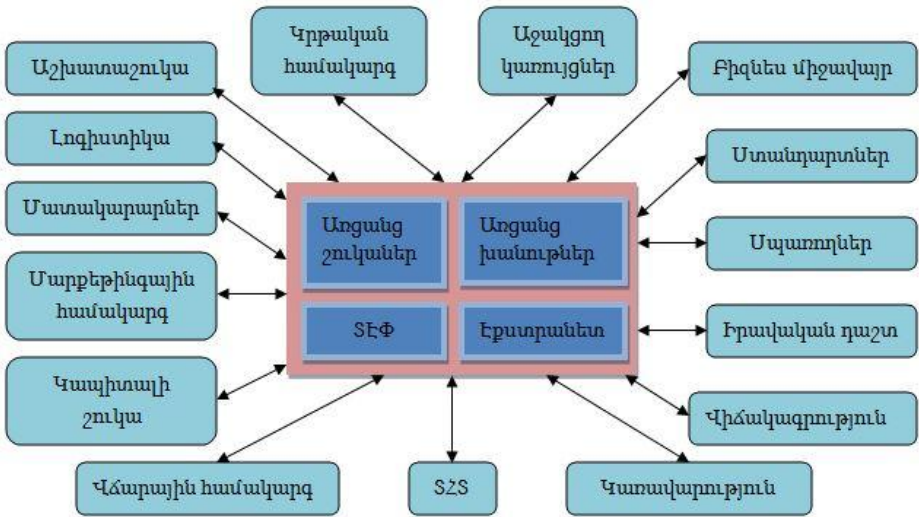 Կրթական
համակարգ
Աջակցող
կառույցներ
Աշխատաշուկա
Բիզնես միջավայր
Լոգիստիկա
Ստանդարտներ
Մատակարարներ
Առցանց
շուկաներ
Առցանց
խանութներ
Սպառողներ
Մարքեթինգային
համակարգ
ՏԷՓ
Էքստրանետ
Իրավական դաշտ
Կապիտալի
շուկա
Վիճակագրություն
Վճարային համակարգ
ՏՀՏ
Կառավարություն